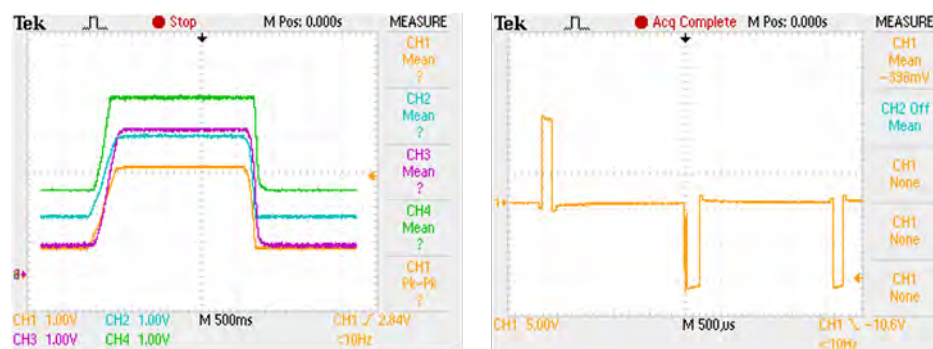 Tek Stop M Pos: 0.000s MEASURE
CH1
Mean
?
CH2
Mean
?
CH3
Mean
?
CH4
Mean
?
CH1
Pk-Pk
?
CH1 1.00V CH2 1.00V M 500ms CH1 2.84V
CH3 1.00V CH4 1.00V <10Hz
Tek Acq Complete M Pos: 0.000s MEASURE
CH1
Mean
-336mV
CH2 Off
Mean
CH1
None
CH1
None
CH1
None
CH1 5.00V M 500µs CH1 -10.6V
<10Hz